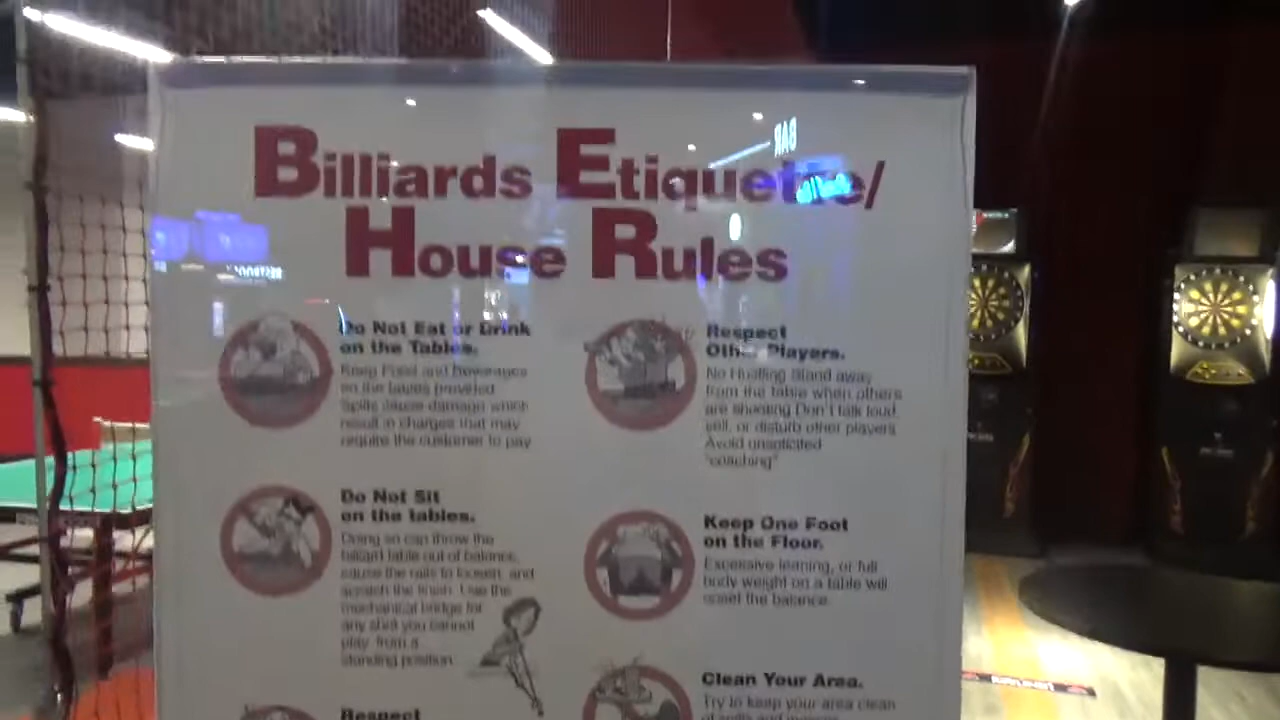 Billiards Etiquette/
House Rules
Do Not Eat or Drink
on the Tables.
Keep Food and beverages
on the tables provided
Spills cause damage which
result in charges that may
require the customer to pay
Do Not Sit
on the tables.
Doing so can throw the
billiard table out of balance,
cause the rails to loosen, and
scratch the finish. Use the
mechanical bridge for
any shot you cannot
play from a
standing position
Respect
Respect
Other Players.
No Hustling Stand away
from the table when others
are shooting Don't talk loud,
yell, or disturb other players
Avoid unsolicited
"coaching"
Keep One Foot
on the Floor.
Excessive leaning, or full
body weight on a table will
upset the balance.
Clean Your Area.
Try to keep your area clean
BAR